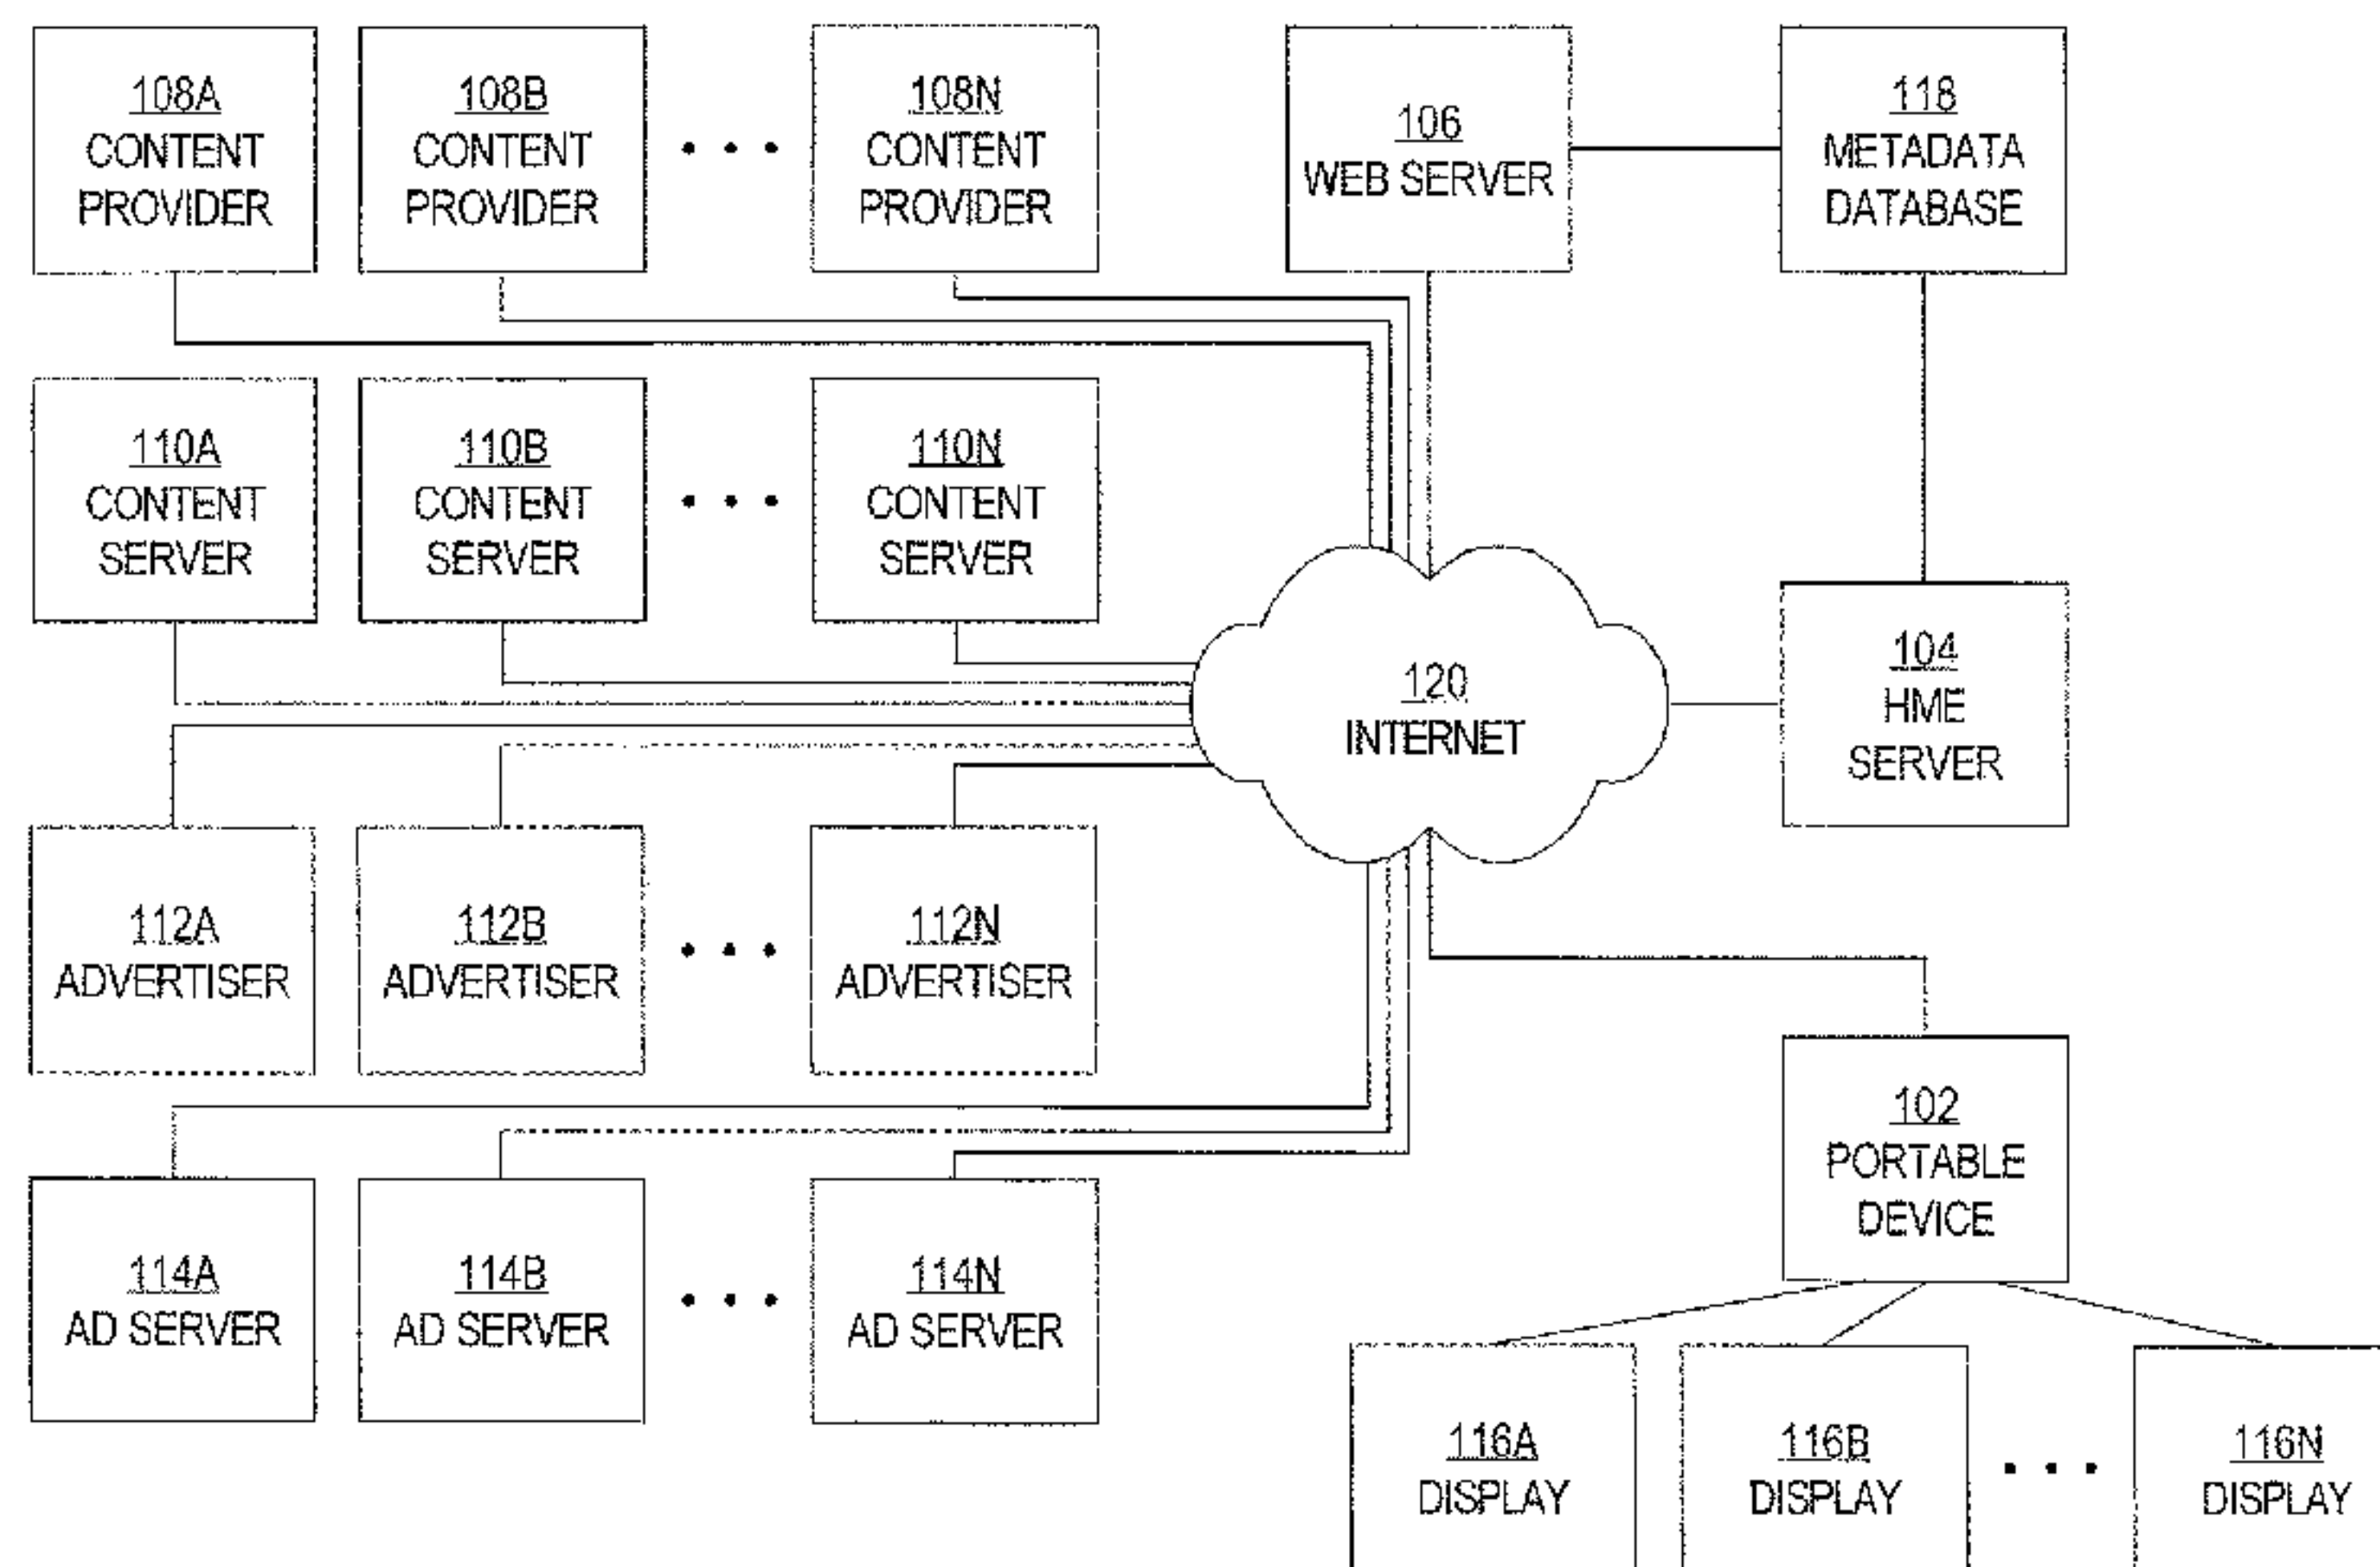 108A
CONTENT
PROVIDER
108B
CONTENT
PROVIDER
• • •
108N
CONTENT
PROVIDER
106
WEB SERVER
118
METADATA
DATABASE
110A
CONTENT
SERVER
110B
CONTENT
SERVER
• • •
110N
CONTENT
SERVER
120
INTERNET
104
HME
SERVER
112A
ADVERTISER
112B
ADVERTISER
• • •
112N
ADVERTISER
102
PORTABLE
DEVICE
114A
AD SERVER
114B
AD SERVER
• • •
114N
AD SERVER
116A
DISPLAY
116B
DISPLAY
• • •
116N
DISPLAY